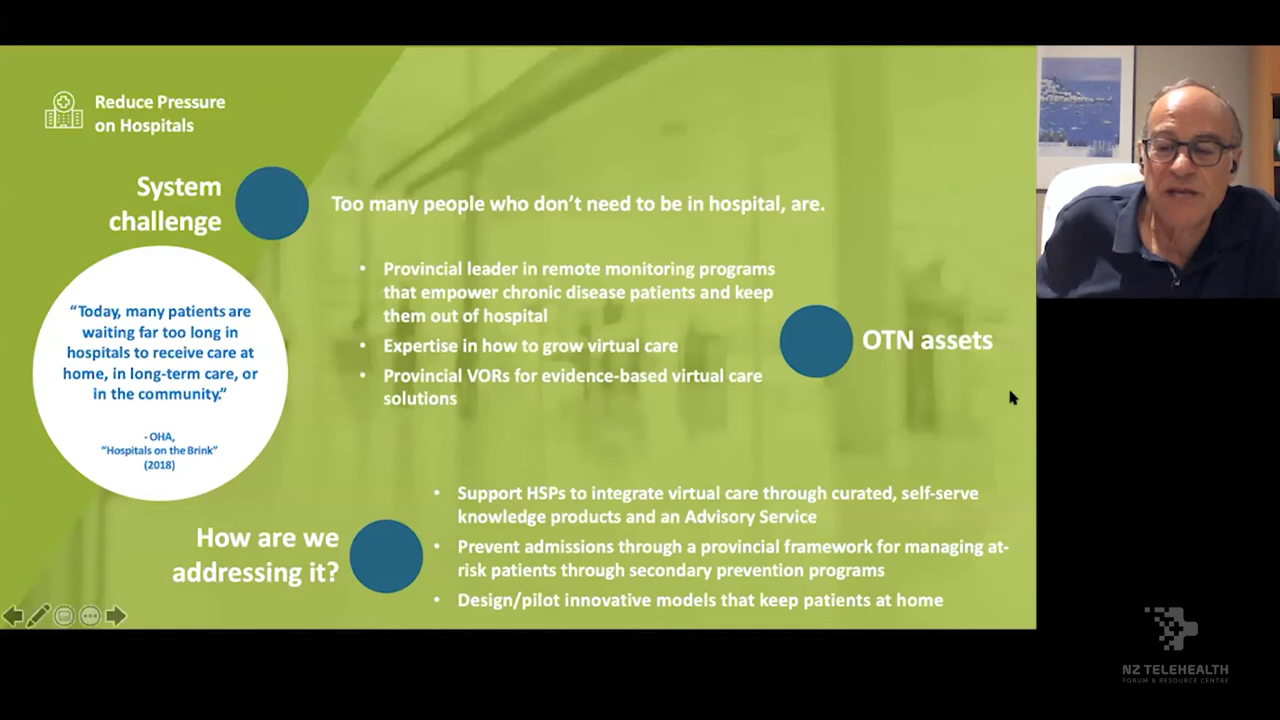 Reduce Pressure
on Hospitals
System
challenge
Too many people who don't need to be in hospital, are.
"Today, many patients are
waiting far too long in
hospitals to receive care at
home, in long-term care, or
in the community."
- OHA,
"Hospitals on the Brink"
(2018)
• Provincial leader in remote monitoring programs
that empower chronic disease patients and keep
them out of hospital
• Expertise in how to grow virtual care
• Provincial VORs for evidence-based virtual care
solutions
OTN assets
How are we
addressing it?
• Support HSPs to integrate virtual care through curated, self-serve
knowledge products and an Advisory Service
• Prevent admissions through a provincial framework for managing at-
risk patients through secondary prevention programs
• Design/pilot innovative models that keep patients at home
NZ TELEHEALTH
FORUM & RESOURCE CENTRE